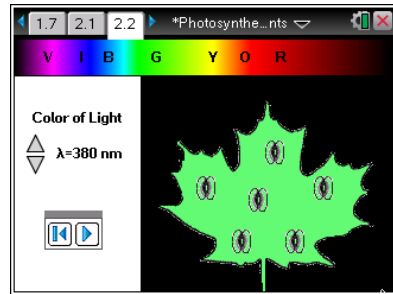 1.7 2.1 2.2 *Photosynthe...nts
V I B G Y O R
Color of Light
λ=380 nm